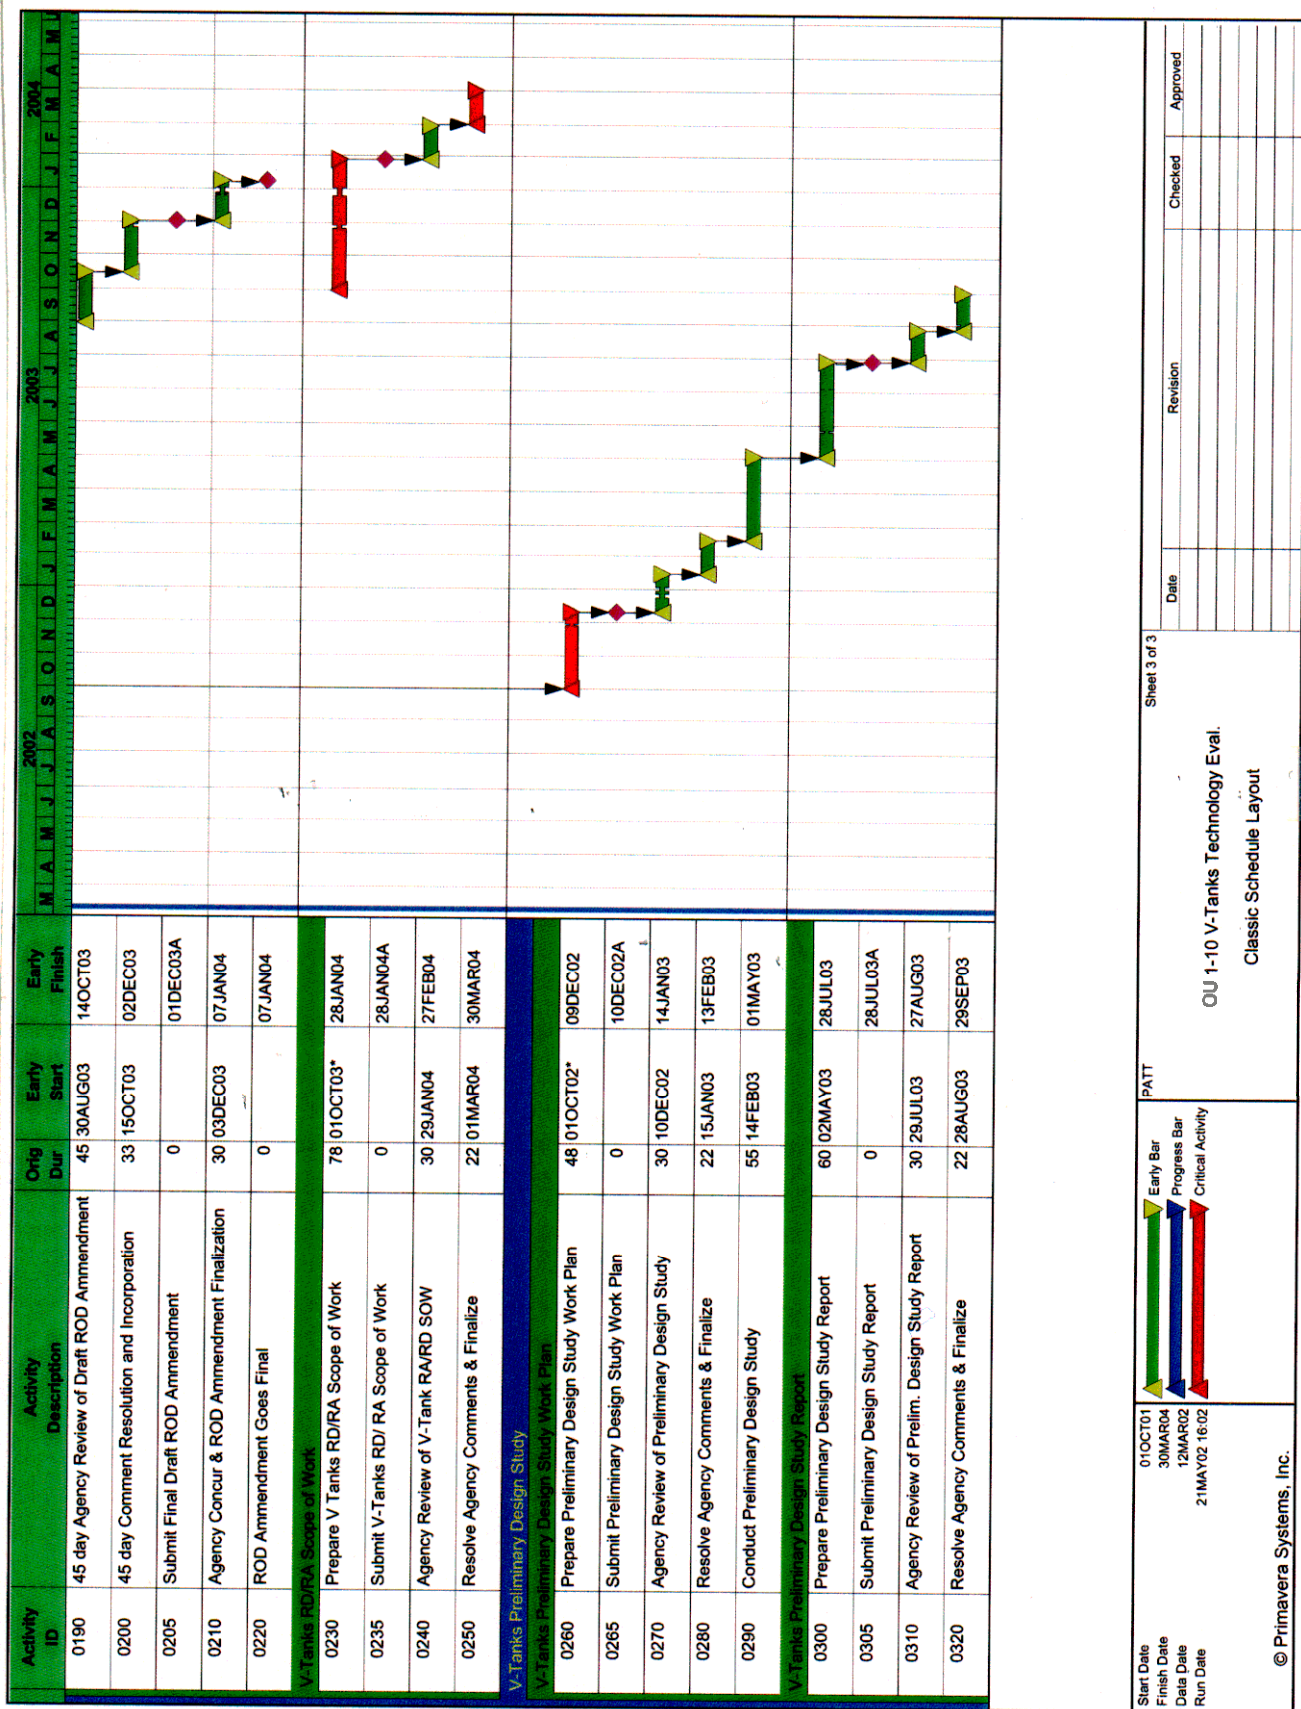 Activity ID Activity Description Orig Dur Early Start Early Finish
2002 2003 2004
M A M J J A S O N D J F M A M J J A S O N D J F M A M
0190 45 day Agency Review of Draft ROD Ammendment 45 30AUG03 14OCT03
0200 45 day Comment Resolution and Incorporation 33 15OCT03 02DEC03
0205 Submit Final Draft ROD Ammendment 0 01DEC03A
0210 Agency Concur & ROD Ammendment Finalization 30 03DEC03 07JAN04
0220 ROD Ammendment Goes Final 0 07JAN04
V-Tanks RD/RA Scope of Work
0230 Prepare V Tanks RD/RA Scope of Work 78 01OCT03* 28JAN04
0235 Submit V-Tanks RD/ RA Scope of Work 0 28JAN04A
0240 Agency Review of V-Tank RA/RD SOW 30 29JAN04 27FEB04
0250 Resolve Agency Comments & Finalize 22 01MAR04 30MAR04
V-Tanks Preliminary Design Study
V-Tanks Preliminary Design Study Work Plan
0260 Prepare Preliminary Design Study Work Plan 48 01OCT02* 09DEC02
0265 Submit Preliminary Design Study Work Plan 0 10DEC02A
0270 Agency Review of Preliminary Design Study 30 10DEC02 14JAN03
0280 Resolve Agency Comments & Finalize 22 15JAN03 13FEB03
0290 Conduct Preliminary Design Study 55 14FEB03 01MAY03
V-Tanks Preliminary Design Study Report
0300 Prepare Preliminary Design Study Report 60 02MAY03 28JUL03
0305 Submit Preliminary Design Study Report 0 28JUL03A
0310 Agency Review of Prelim. Design Study Report 30 29JUL03 27AUG03
0320 Resolve Agency Comments & Finalize 22 28AUG03 29SEP03
Start Date 01OCT01
Finish Date 30MAR04
Data Date 12MAR02
Run Date 21MAY02 16:02
© Primavera Systems, Inc.
Early Bar
Progress Bar
Critical Activity
PATT
Sheet 3 of 3
OU 1-10 V-Tanks Technology Eval.
Classic Schedule Layout
Date Revision Checked Approved